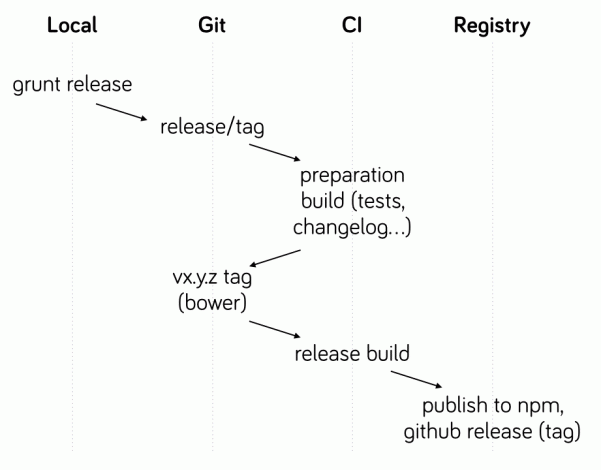 Local Git CI Registry
grunt release
release/tag
preparation
build (tests,
changelog...)
vx.y.z tag
(bower)
release build
publish to npm,
github release (tag)